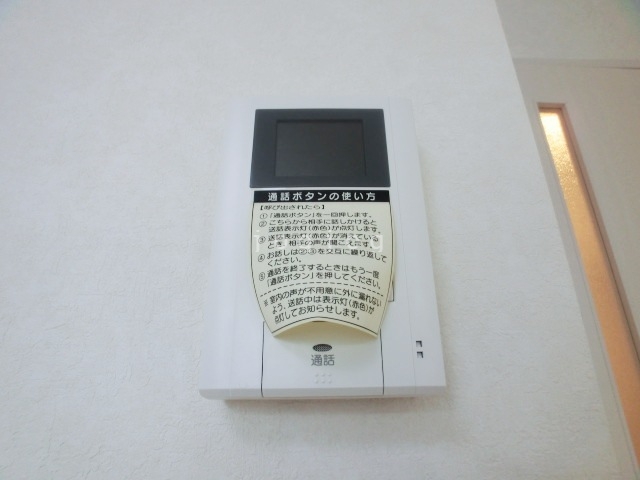 通話ボタンの使い方
【呼び出されたら】
①「通話ボタン」を一旦押します。
②こちらから相手に話しかけると
送話表示灯(赤色)が点灯します。
③送話表示灯(赤色)が消えている
とき、相手の声が聞こえます。
④お話しは②③を交互に繰り返して
ください。
⑤通話を終了するときはもう一度
「通話ボタン」を押してください。
※室内の声が不用意に外に漏れない
よう、送話中は表示灯(赤色)が
点灯してお知らせします。
通話